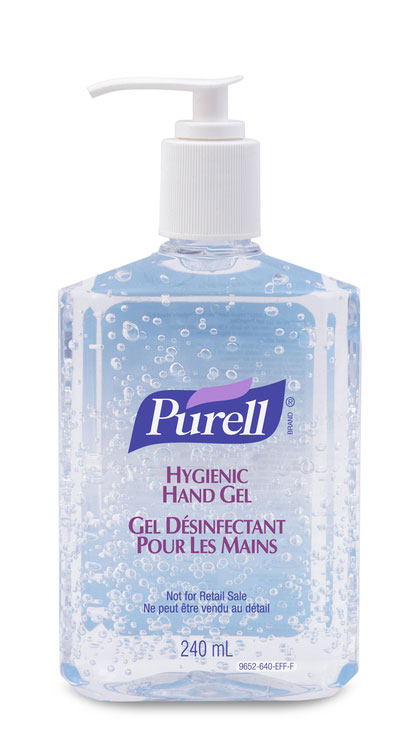 Purell
BRAND ®
HYGIENIC
HAND GEL
GEL DÉSINFECTANT
POUR LES MAINS
Not for Retail Sale
Ne peut être vendu au détail
240 mL
9652-640-EFF-F